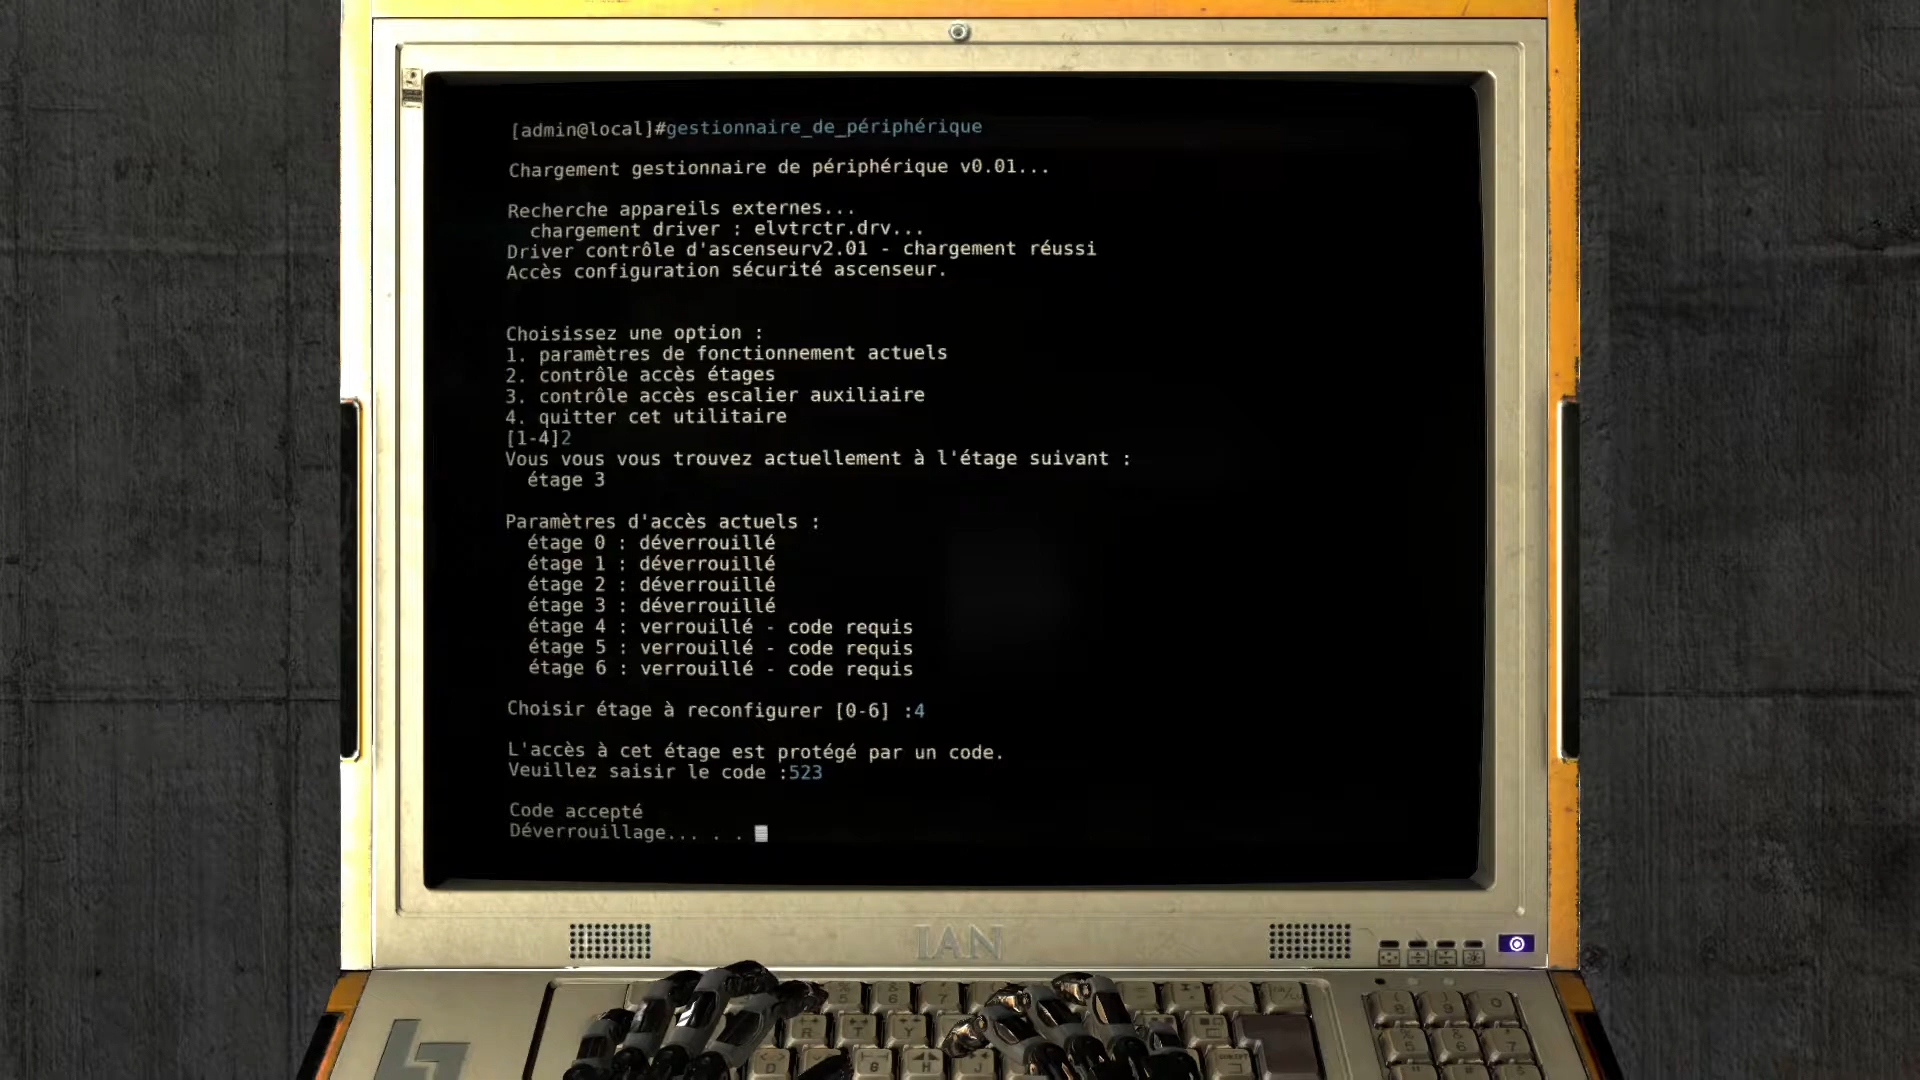 [admin@local]#gestionnaire_de_périphérique
Chargement gestionnaire de périphérique v0.01...
Recherche appareils externes...
chargement driver : elvtrctr.drv...
Driver contrôle d'ascenseurv2.01 - chargement réussi
Accès configuration sécurité ascenseur.
Choisissez une option :
1. paramètres de fonctionnement actuels
2. contrôle accès étages
3. contrôle accès escalier auxiliaire
4. quitter cet utilitaire
[1-4]2
Vous vous vous trouvez actuellement à l'étage suivant :
étage 3
Paramètres d'accès actuels :
étage 0 : déverrouillé
étage 1 : déverrouillé
étage 2 : déverrouillé
étage 3 : déverrouillé
étage 4 : verrouillé - code requis
étage 5 : verrouillé - code requis
étage 6 : verrouillé - code requis
Choisir étage à reconfigurer [0-6] :4
L'accès à cet étage est protégé par un code.
Veuillez saisir le code :523
Code accepté
Déverrouillage... . .
IAN
R T Y
D H J